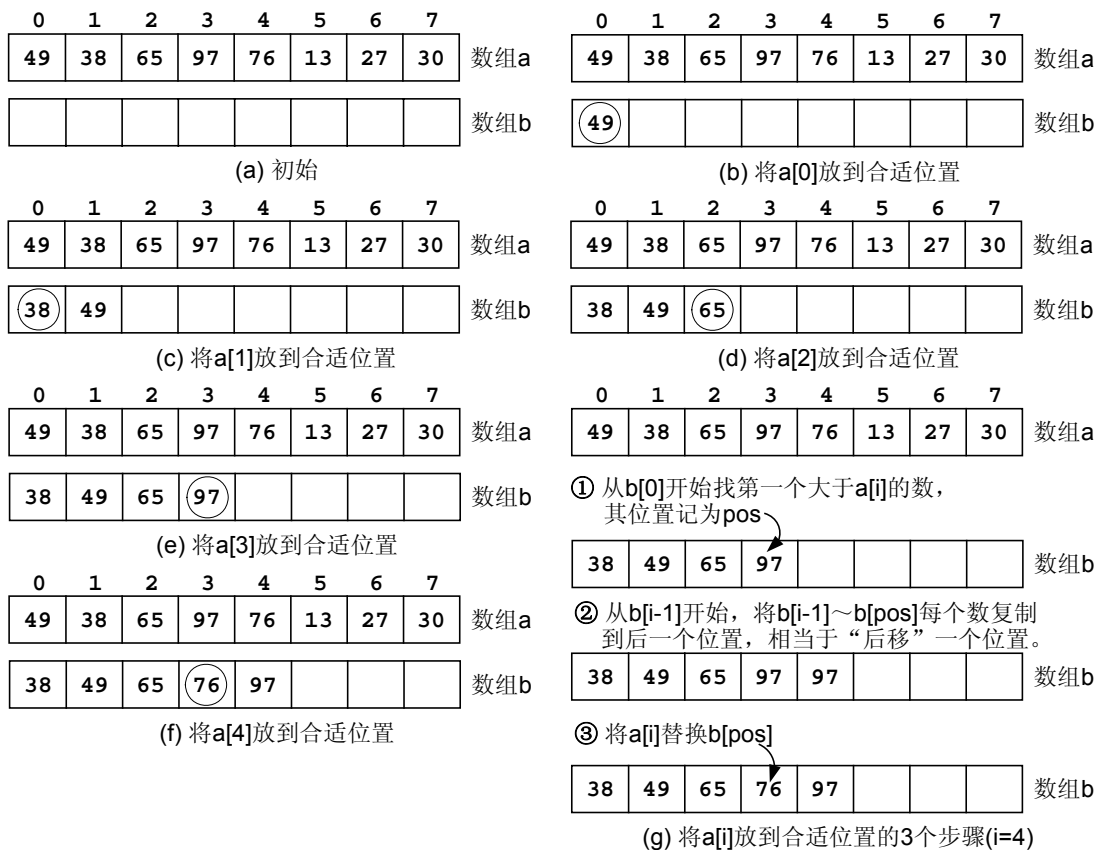 0 1 2 3 4 5 6 7
49 38 65 97 76 13 27 30 数组a
数组b
(a) 初始
0 1 2 3 4 5 6 7
49 38 65 97 76 13 27 30 数组a
49 数组b
(b) 将a[0]放到合适位置
0 1 2 3 4 5 6 7
49 38 65 97 76 13 27 30 数组a
38 49 数组b
(c) 将a[1]放到合适位置
0 1 2 3 4 5 6 7
49 38 65 97 76 13 27 30 数组a
38 49 65 数组b
(d) 将a[2]放到合适位置
0 1 2 3 4 5 6 7
49 38 65 97 76 13 27 30 数组a
38 49 65 97 数组b
(e) 将a[3]放到合适位置
0 1 2 3 4 5 6 7
49 38 65 97 76 13 27 30 数组a
38 49 65 76 97 数组b
(f) 将a[4]放到合适位置
0 1 2 3 4 5 6 7
49 38 65 97 76 13 27 30 数组a
① 从b[0]开始找第一个大于a[i]的数，
其位置记为pos
38 49 65 97 数组b
② 从b[i-1]开始，将b[i-1]～b[pos]每个数复制
到后一个位置，相当于“后移”一个位置。
38 49 65 97 97 数组b
③ 将a[i]替换b[pos]
38 49 65 76 97 数组b
(g) 将a[i]放到合适位置的3个步骤(i=4)